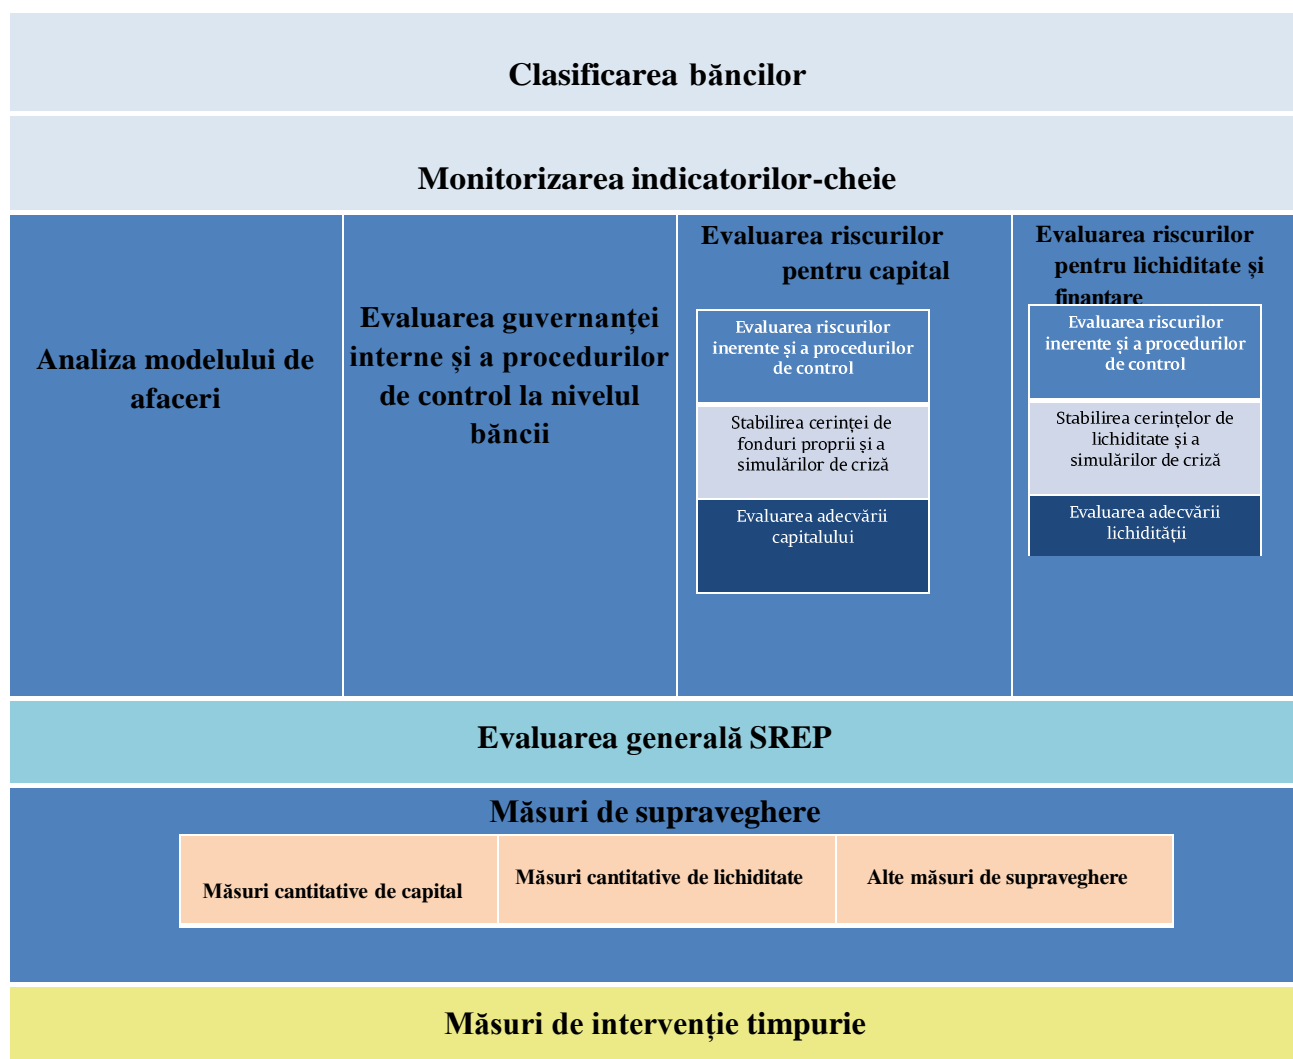 Clasificarea băncilor
Monitorizarea indicatorilor-cheie
Analiza modelului de
afaceri
Evaluarea guvernanței
interne și a procedurilor
de control la nivelul
băncii
Evaluarea riscurilor
pentru capital
Evaluarea riscurilor
inerente și a procedurilor
de control
Stabilirea cerinței de
fonduri proprii și a
simulărilor de criză
Evaluarea adecvării
capitalului
Evaluarea riscurilor
pentru lichiditate și
finanțare
Evaluarea riscurilor
inerente și a procedurilor
de control
Stabilirea cerințelor de
lichiditate și a
simulărilor de criză
Evaluarea adecvării
lichidității
Evaluarea generală SREP
Măsuri de supraveghere
Măsuri cantitative de capital
Măsuri cantitative de lichiditate
Alte măsuri de supraveghere
Măsuri de intervenție timpurie